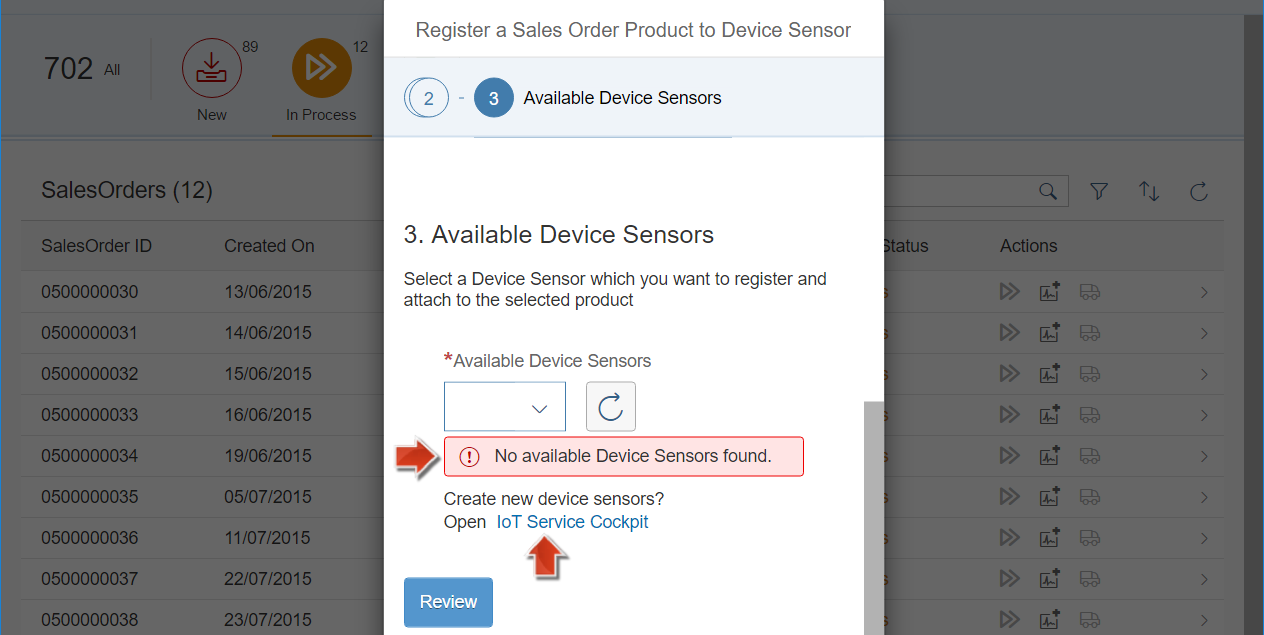 Register a Sales Order Product to Device Sensor
702 All
89
New
12
In Process
2 - 3 Available Device Sensors
SalesOrders (12)
SalesOrder ID Created On Status Actions
0500000030 13/06/2015 s
0500000031 14/06/2015 s
0500000032 15/06/2015 s
0500000033 16/06/2015 s
0500000034 19/06/2015 s
0500000035 05/07/2015 s
0500000036 11/07/2015 s
0500000037 22/07/2015 s
0500000038 23/07/2015 s
3. Available Device Sensors
Select a Device Sensor which you want to register and
attach to the selected product
*Available Device Sensors
No available Device Sensors found.
Create new device sensors?
Open IoT Service Cockpit
Review